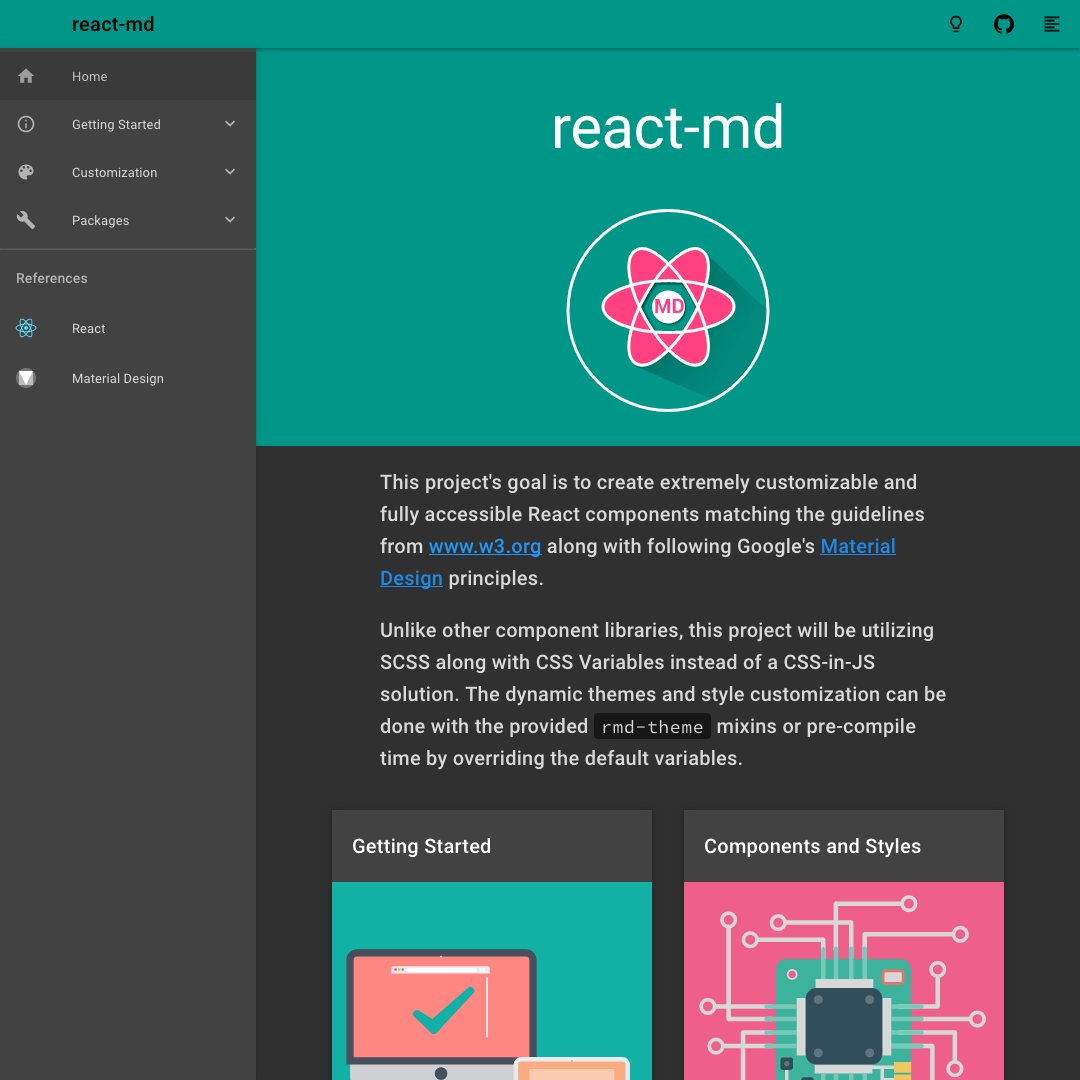 react-md
Home
Getting Started
Customization
Packages
References
React
Material Design
react-md
MD
This project's goal is to create extremely customizable and
fully accessible React components matching the guidelines
from www.w3.org along with following Google's Material
Design principles.
Unlike other component libraries, this project will be utilizing
SCSS along with CSS Variables instead of a CSS-in-JS
solution. The dynamic themes and style customization can be
done with the provided rmd-theme mixins or pre-compile
time by overriding the default variables.
Getting Started
Components and Styles